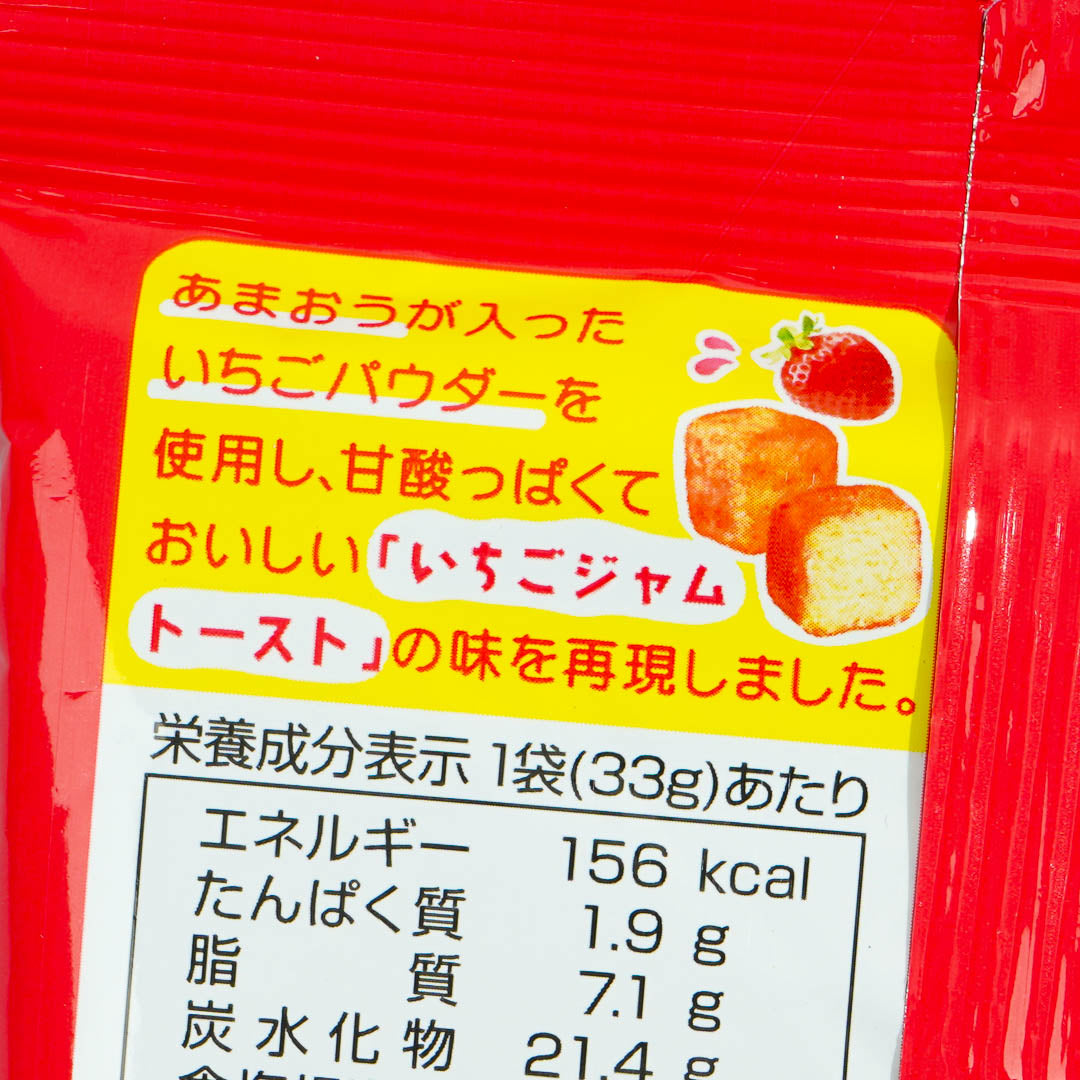 あまおうが入った
いちごパウダーを
使用し、甘酸っぱくて
おいしい「いちごジャム
トースト」の味を再現しました。
栄養成分表示 1袋(33g)あたり
エネルギー 156 kcal
たんぱく質 1.9 g
脂質 7.1 g
炭水化物 21.4 g